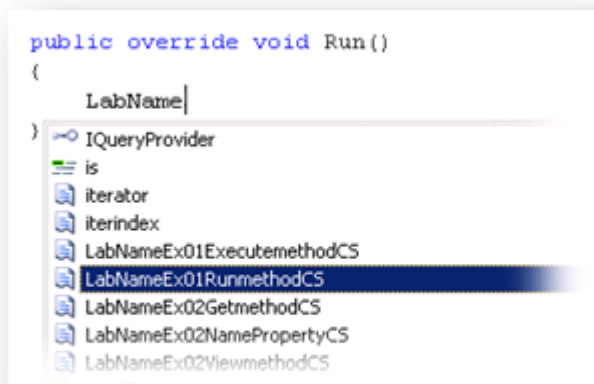 public override void Run()
{
LabName
}
IQueryProvider
is
iterator
iterindex
LabNameEx01ExecutemethodCS
LabNameEx01RunmethodCS
LabNameEx02GetmethodCS
LabNameEx02NamePropertyCS
LabNameEx02ViewmethodCS